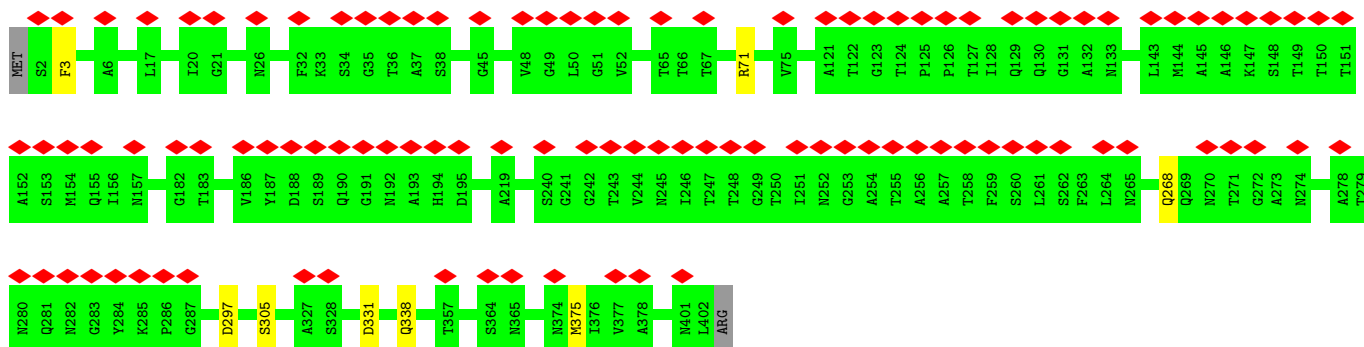 MET S2 F3 A6 L17 I20 G21 N26 F32 K33 S34 G35 T36 A37 S38 G45 V48 G49 L50 G51 V52 T65 T66 T67 R71 V75 A121 T122 G123 T124 P125 P126 T127 I128 Q129 Q130 G131 A132 N133 L143 M144 A145 A146 K147 S148 T149 T150 T151
A152 S153 M154 Q155 I156 N157 G182 T183 V186 Y187 D188 S189 Q190 G191 N192 A193 H194 D195 A219 S240 G241 G242 T243 V244 N245 I246 T247 T248 G249 T250 I251 N252 G253 A254 T255 A256 A257 T258 F259 S260 L261 S262 F263 L264 N265 Q268 Q269 N270 T271 G272 A273 N274 A278 T279
N280 Q281 N282 G283 Y284 K285 P286 G287 D297 S305 A327 S328 D331 Q338 T357 S364 N365 N374 M375 I376 V377 A378 N401 L402 ARG